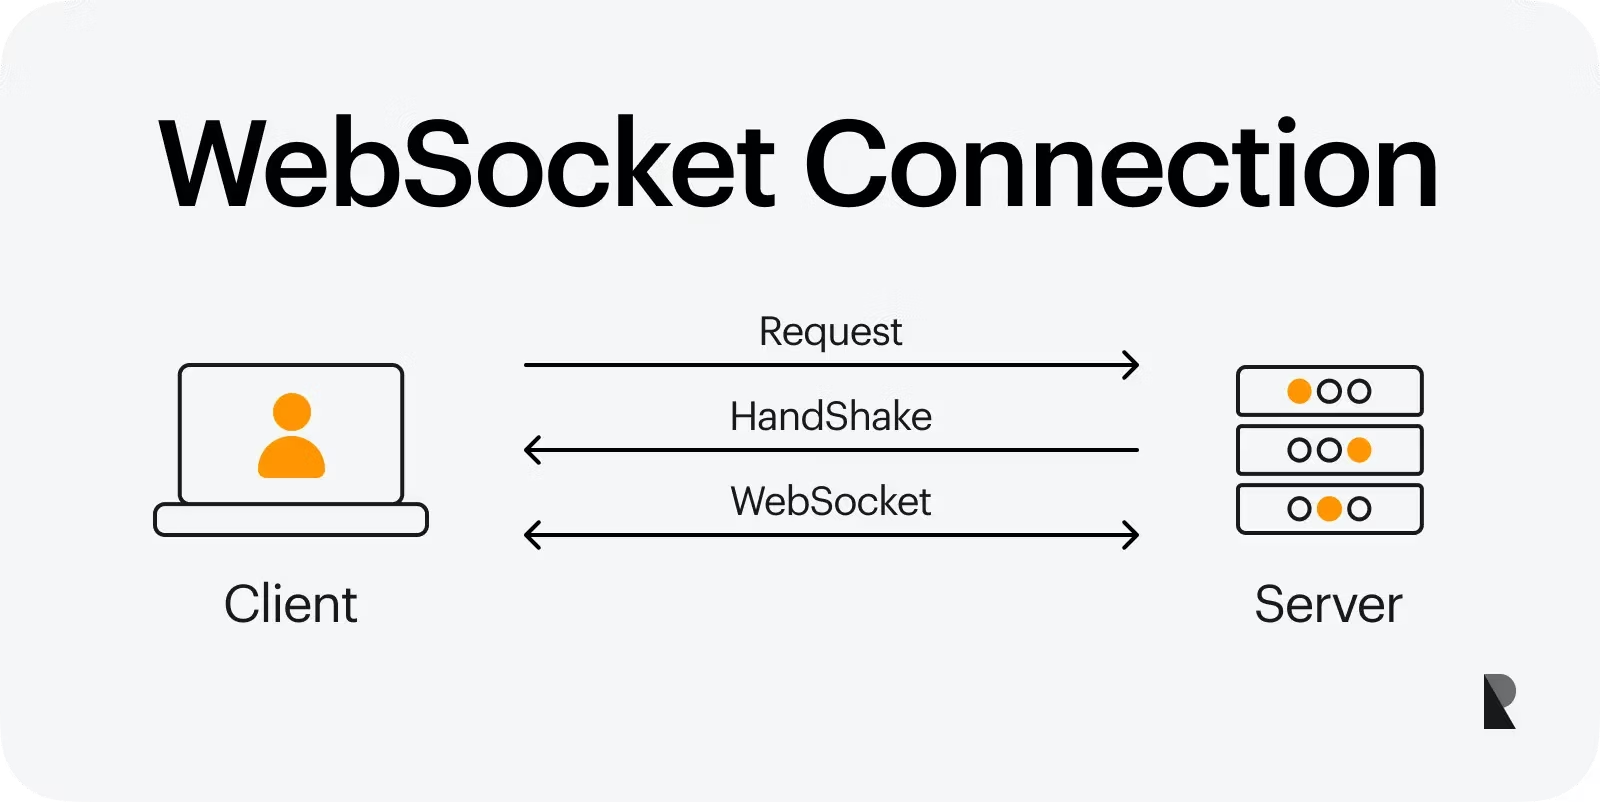 WebSocket Connection
Request
HandShake
WebSocket
Client
Server